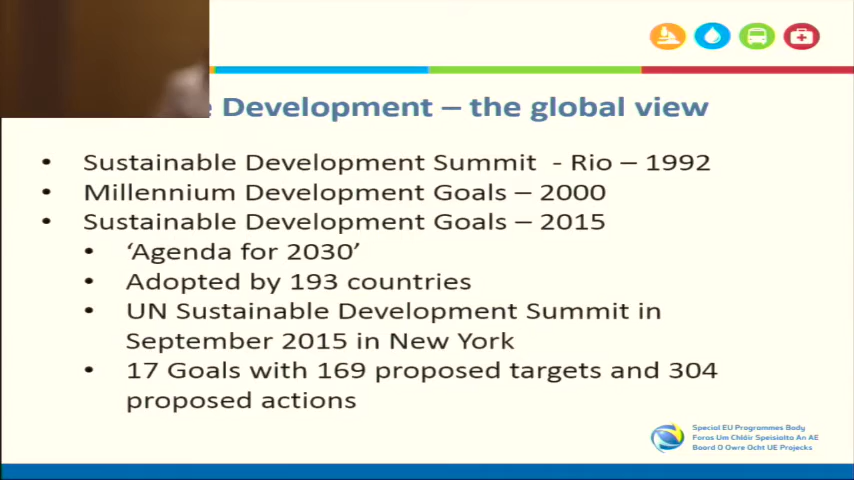 Development – the global view
• Sustainable Development Summit - Rio – 1992
• Millennium Development Goals – 2000
• Sustainable Development Goals – 2015
• ‘Agenda for 2030’
• Adopted by 193 countries
• UN Sustainable Development Summit in
September 2015 in New York
• 17 Goals with 169 proposed targets and 304
proposed actions
Special EU Programmes Body
Foras Um Chláir Speisialta An AE
Boord O Owre Ocht UE Projecks